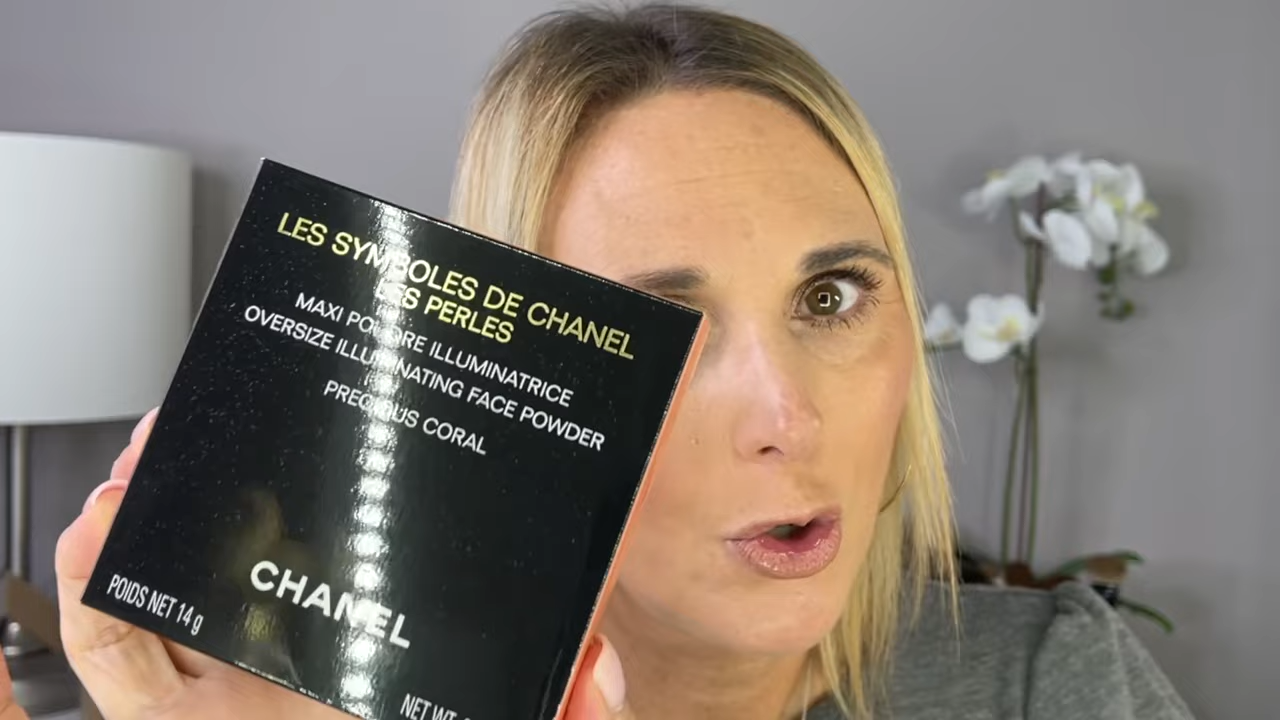 LES SYMBOLES DE CHANEL
PERLES
MAXI POUDRE ILLUMINATRICE
OVERSIZE ILLUMINATING FACE POWDER
PRECIOUS CORAL
CHANEL
POIDS NET 14 g
NET WT.